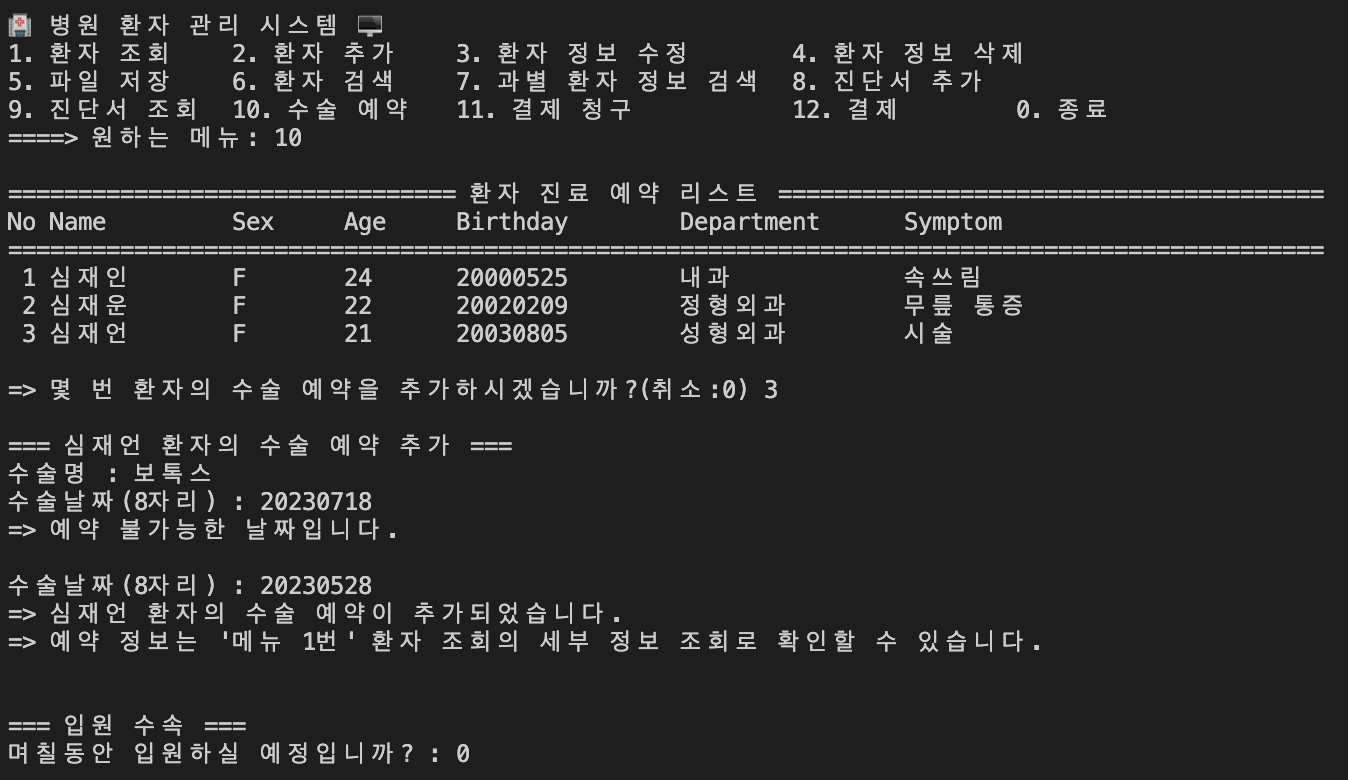 🏥 병원 환자 관리 시스템 🖥️
1. 환자 조회 2. 환자 추가 3. 환자 정보 수정 4. 환자 정보 삭제
5. 파일 저장 6. 환자 검색 7. 과별 환자 정보 검색 8. 진단서 추가
9. 진단서 조회 10. 수술 예약 11. 결제 청구 12. 결제 0. 종료
====> 원하는 메뉴: 10
================================ 환자 진료 예약 리스트 =======================================
No Name Sex Age Birthday Department Symptom
==============================================================================================
1 심재인 F 24 20000525 내과 속쓰림
2 심재운 F 22 20020209 정형외과 무릎 통증
3 심재언 F 21 20030805 성형외과 시술
=> 몇 번 환자의 수술 예약을 추가하시겠습니까?(취소:0) 3
=== 심재언 환자의 수술 예약 추가 ===
수술명 : 보톡스
수술날짜(8자리) : 20230718
=> 예약 불가능한 날짜입니다.
수술날짜(8자리) : 20230528
=> 심재언 환자의 수술 예약이 추가되었습니다.
=> 예약 정보는 '메뉴 1번' 환자 조회의 세부 정보 조회로 확인할 수 있습니다.
=== 입원 수속 ===
며칠동안 입원하실 예정입니까? : 0